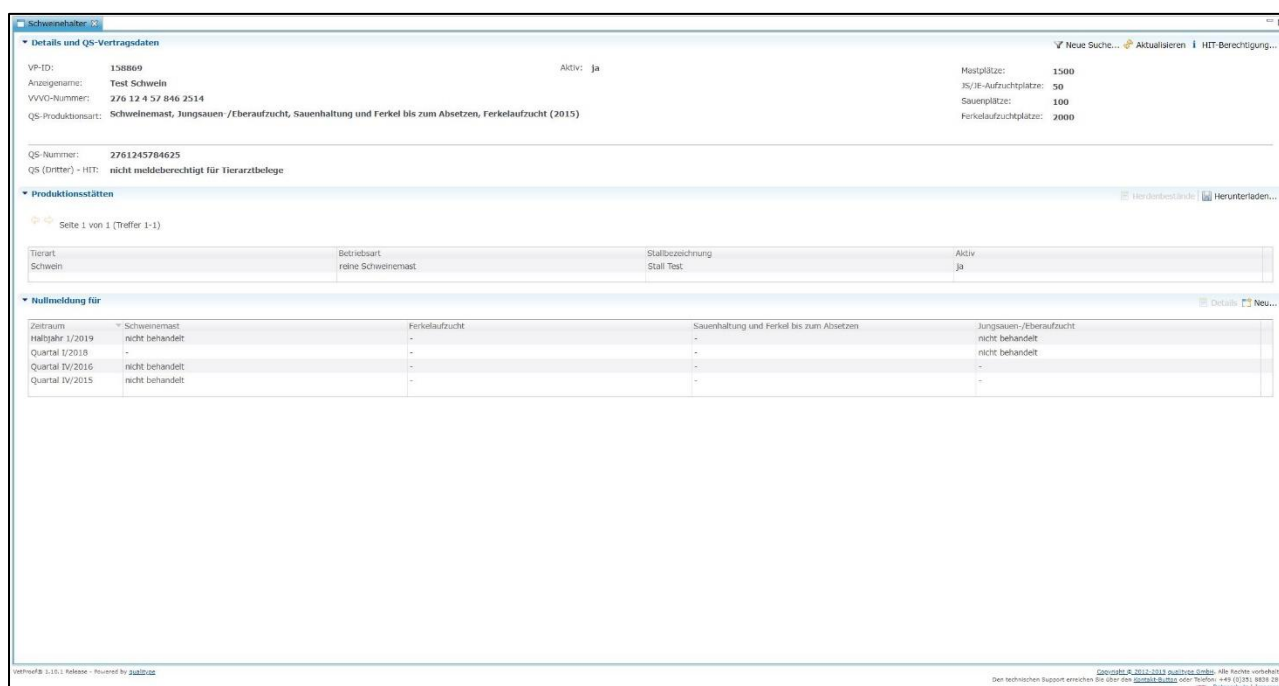 Schweinehalter
Details und QS-Vertragsdaten
Neue Suche... Aktualisieren i HIT-Berechtigung...
VP-ID: 158869 Aktiv: ja Mastplätze: 1500
Anzeigename: Test Schwein JS/JE-Aufzuchtplätze: 50
VVVO-Nummer: 276 12 4 57 846 2514 Sauenplätze: 100
QS-Produktionsart: Schweinemast, Jungsauen-/Eberaufzucht, Sauenhaltung und Ferkel bis zum Absetzen, Ferkelaufzucht (2015) Ferkelaufzuchtplätze: 2000
QS-Nummer: 2761245784625
QS (Dritter) - HIT: nicht meldeberechtigt für Tierarztbelege
Produktionsstätten Herdenbestände Herunterladen...
Seite 1 von 1 (Treffer 1-1)
Tierart Betriebsart Stallbezeichnung Aktiv
Schwein reine Schweinemast Stall Test ja
Nullmeldung für Details Neu...
Zeitraum Schweinemast Ferkelaufzucht Sauenhaltung und Ferkel bis zum Absetzen Jungsauen-/Eberaufzucht
Halbjahr 1/2019 nicht behandelt - - nicht behandelt
Quartal I/2018 - - - nicht behandelt
Quartal IV/2016 nicht behandelt - - -
Quartal IV/2015 nicht behandelt - - -
VetProof® 1.10.1 Release - Powered by qualitype
Copyright © 2012-2019 qualitype GmbH. Alle Rechte vorbehalt
Den technischen Support erreichen Sie über den Kontakt-Button oder Telefon: +49 (0)351 8838 28